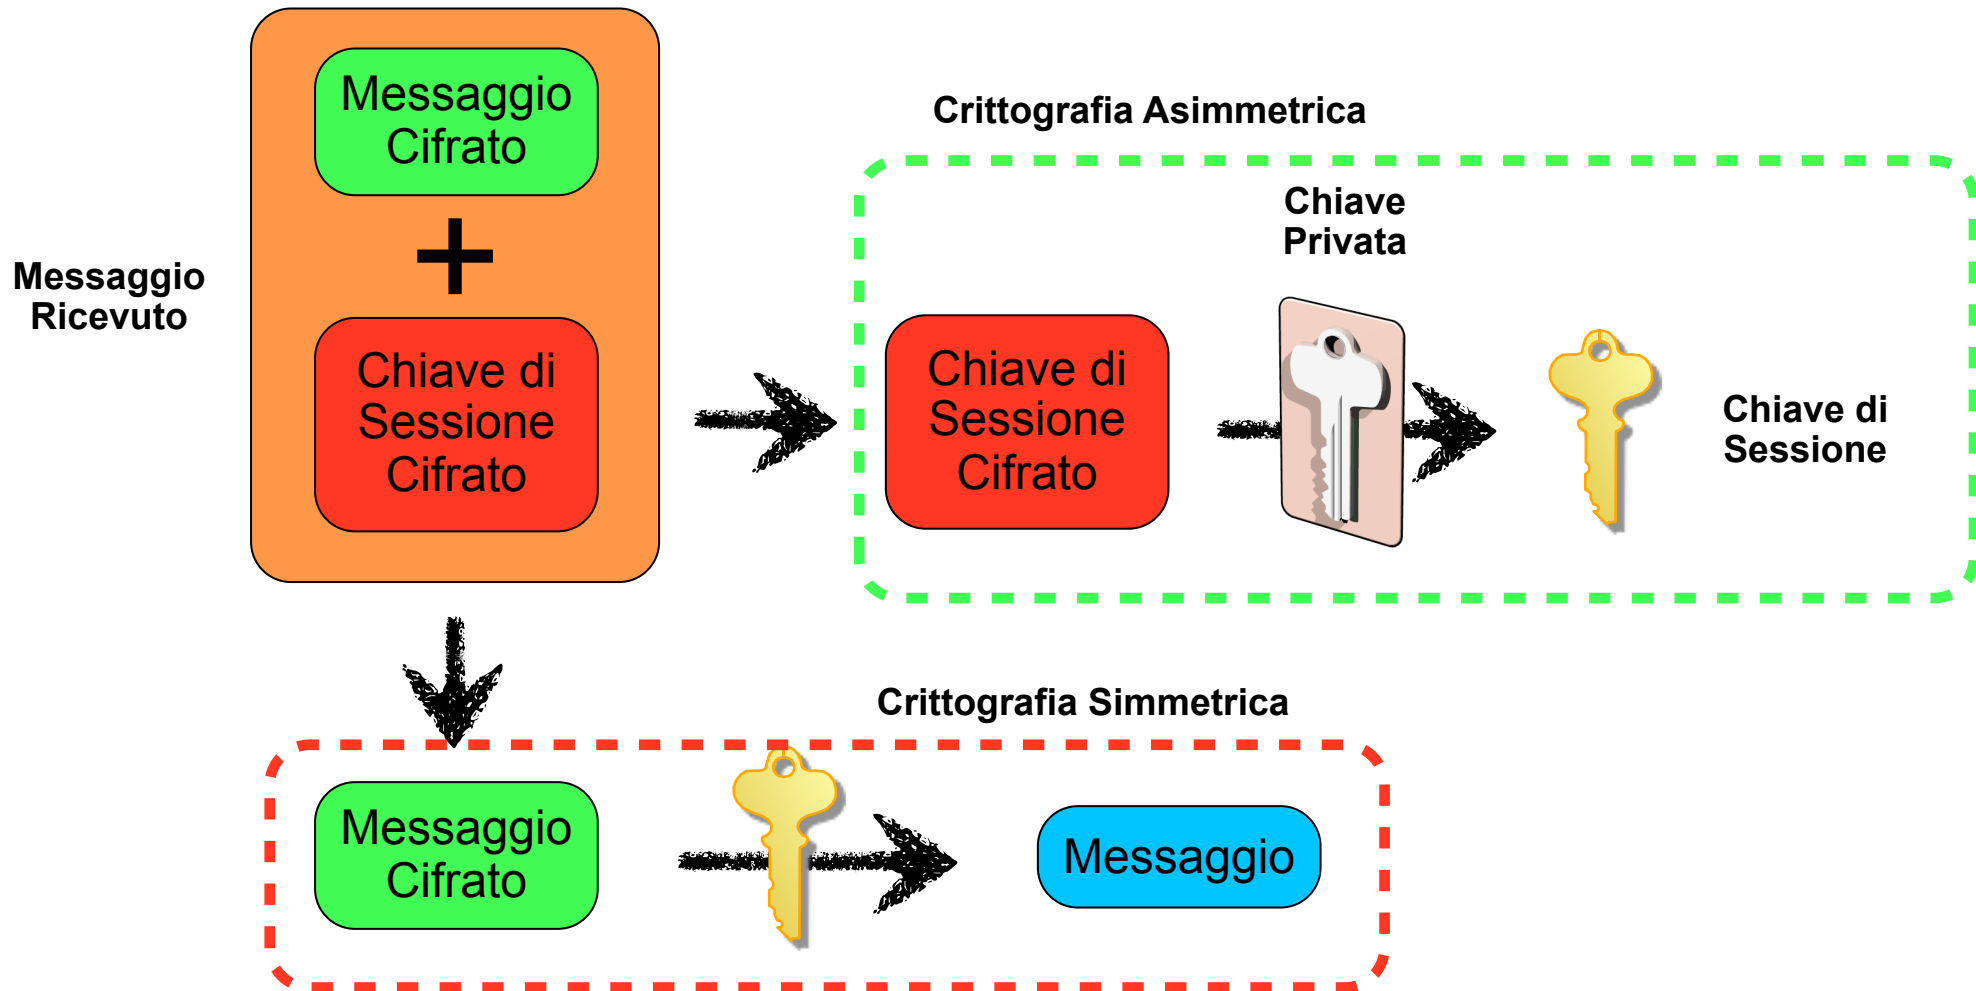 Messaggio
Cifrato
Messaggio
Ricevuto
Chiave di
Sessione
Cifrato
Crittografia Asimmetrica
Chiave
Privata
Chiave di
Sessione
Cifrato
Chiave di
Sessione
Crittografia Simmetrica
Messaggio
Cifrato
Messaggio